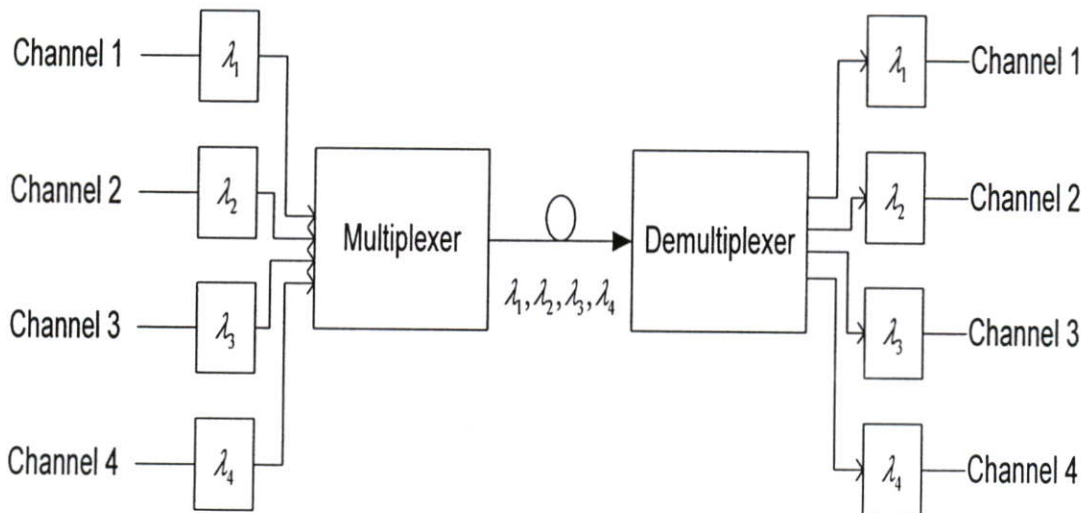 Channel 1
λ₁
Channel 2
λ₂
Channel 3
λ₃
Channel 4
λ₄
Multiplexer
λ₁, λ₂, λ₃, λ₄
Demultiplexer
λ₁
Channel 1
λ₂
Channel 2
λ₃
Channel 3
λ₄
Channel 4